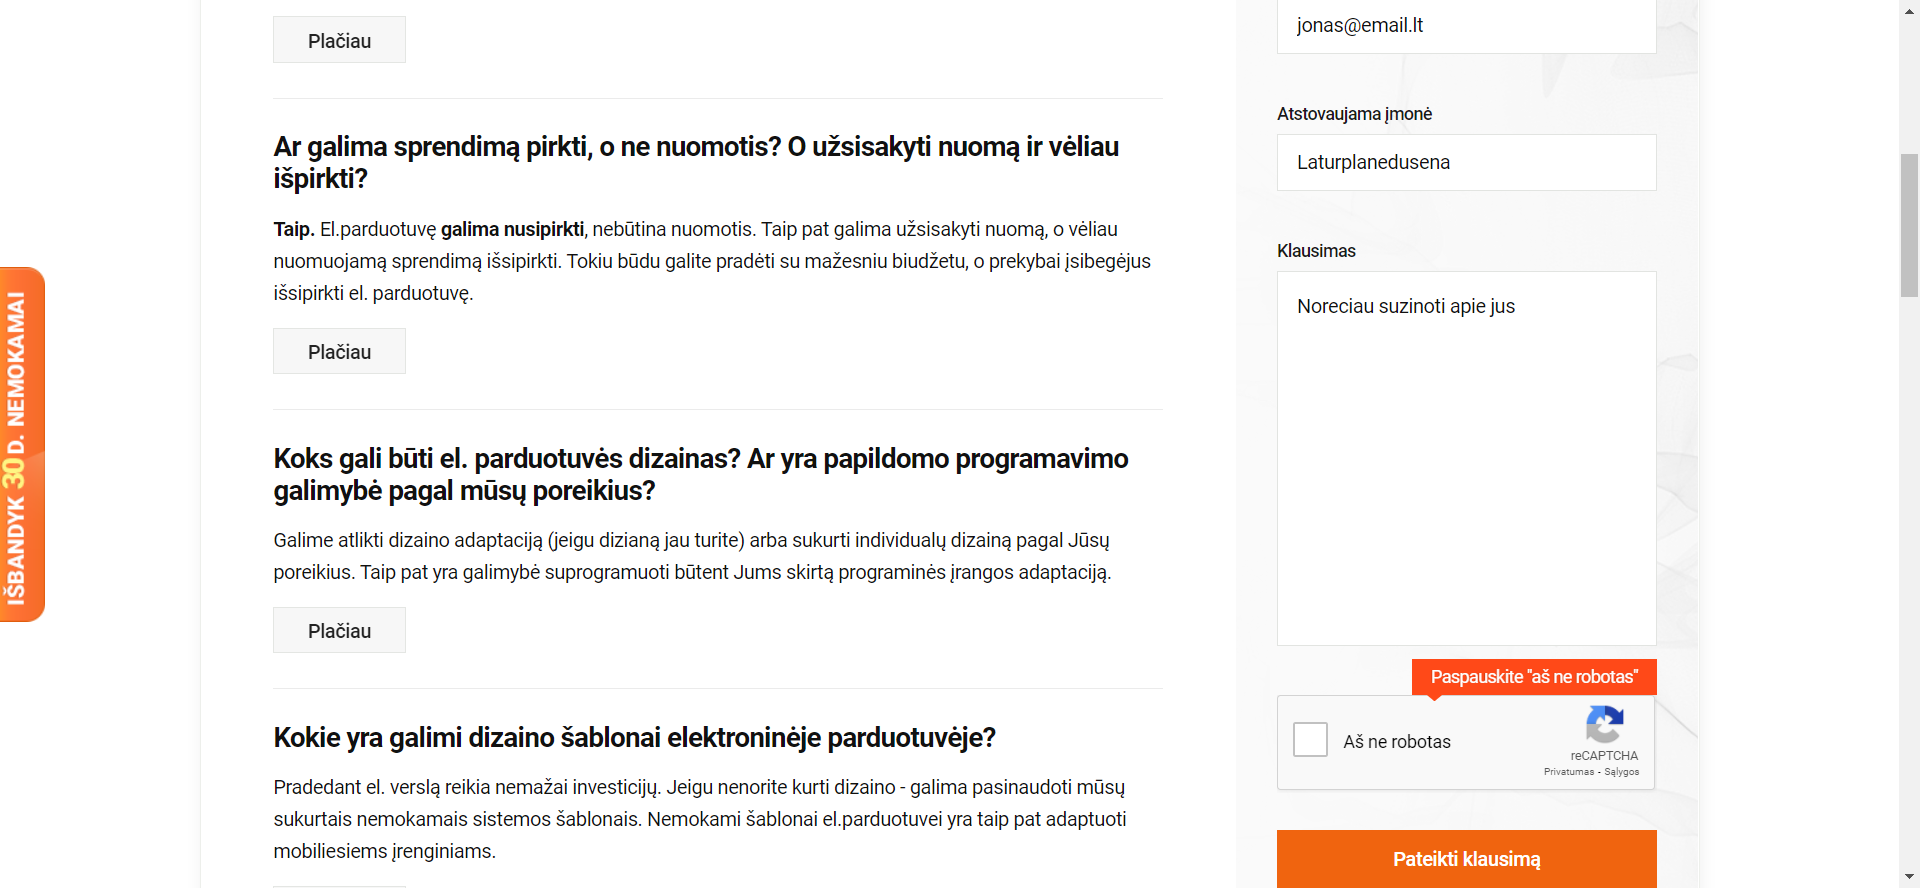 Plačiau
Ar galima sprendimą pirkti, o ne nuomotis? O užsisakyti nuomą ir vėliau
išpirkti?
Taip. El.parduotuvę galima nusipirkti, nebūtina nuomotis. Taip pat galima užsisakyti nuomą, o vėliau
nuomuojamą sprendimą išsipirkti. Tokiu būdu galite pradėti su mažesniu biudžetu, o prekybai įsibegėjus
išsipirkti el. parduotuvę.
Plačiau
Koks gali būti el. parduotuvės dizainas? Ar yra papildomo programavimo
galimybė pagal mūsų poreikius?
Galime atlikti dizaino adaptaciją (jeigu dizianą jau turite) arba sukurti individualų dizainą pagal Jūsų
poreikius. Taip pat yra galimybė suprogramuoti būtent Jums skirtą programinės įrangos adaptaciją.
Plačiau
Kokie yra galimi dizaino šablonai elektroninėje parduotuvėje?
Pradedant el. verslą reikia nemažai investicijų. Jeigu nenorite kurti dizaino - galima pasinaudoti mūsų
sukurtais nemokamais sistemos šablonais. Nemokami šablonai el.parduotuvei yra taip pat adaptuoti
mobiliesiems įrenginiams.
IŠBANDYK 30 D. NEMOKAMAI
jonas@email.lt
Atstovaujama įmonė
Laturplanedusena
Klausimas
Noreciau suzinoti apie jus
Paspauskite "aš ne robotas"
Aš ne robotas
reCAPTCHA
Privatumas - Sąlygos
Pateikti klausimą